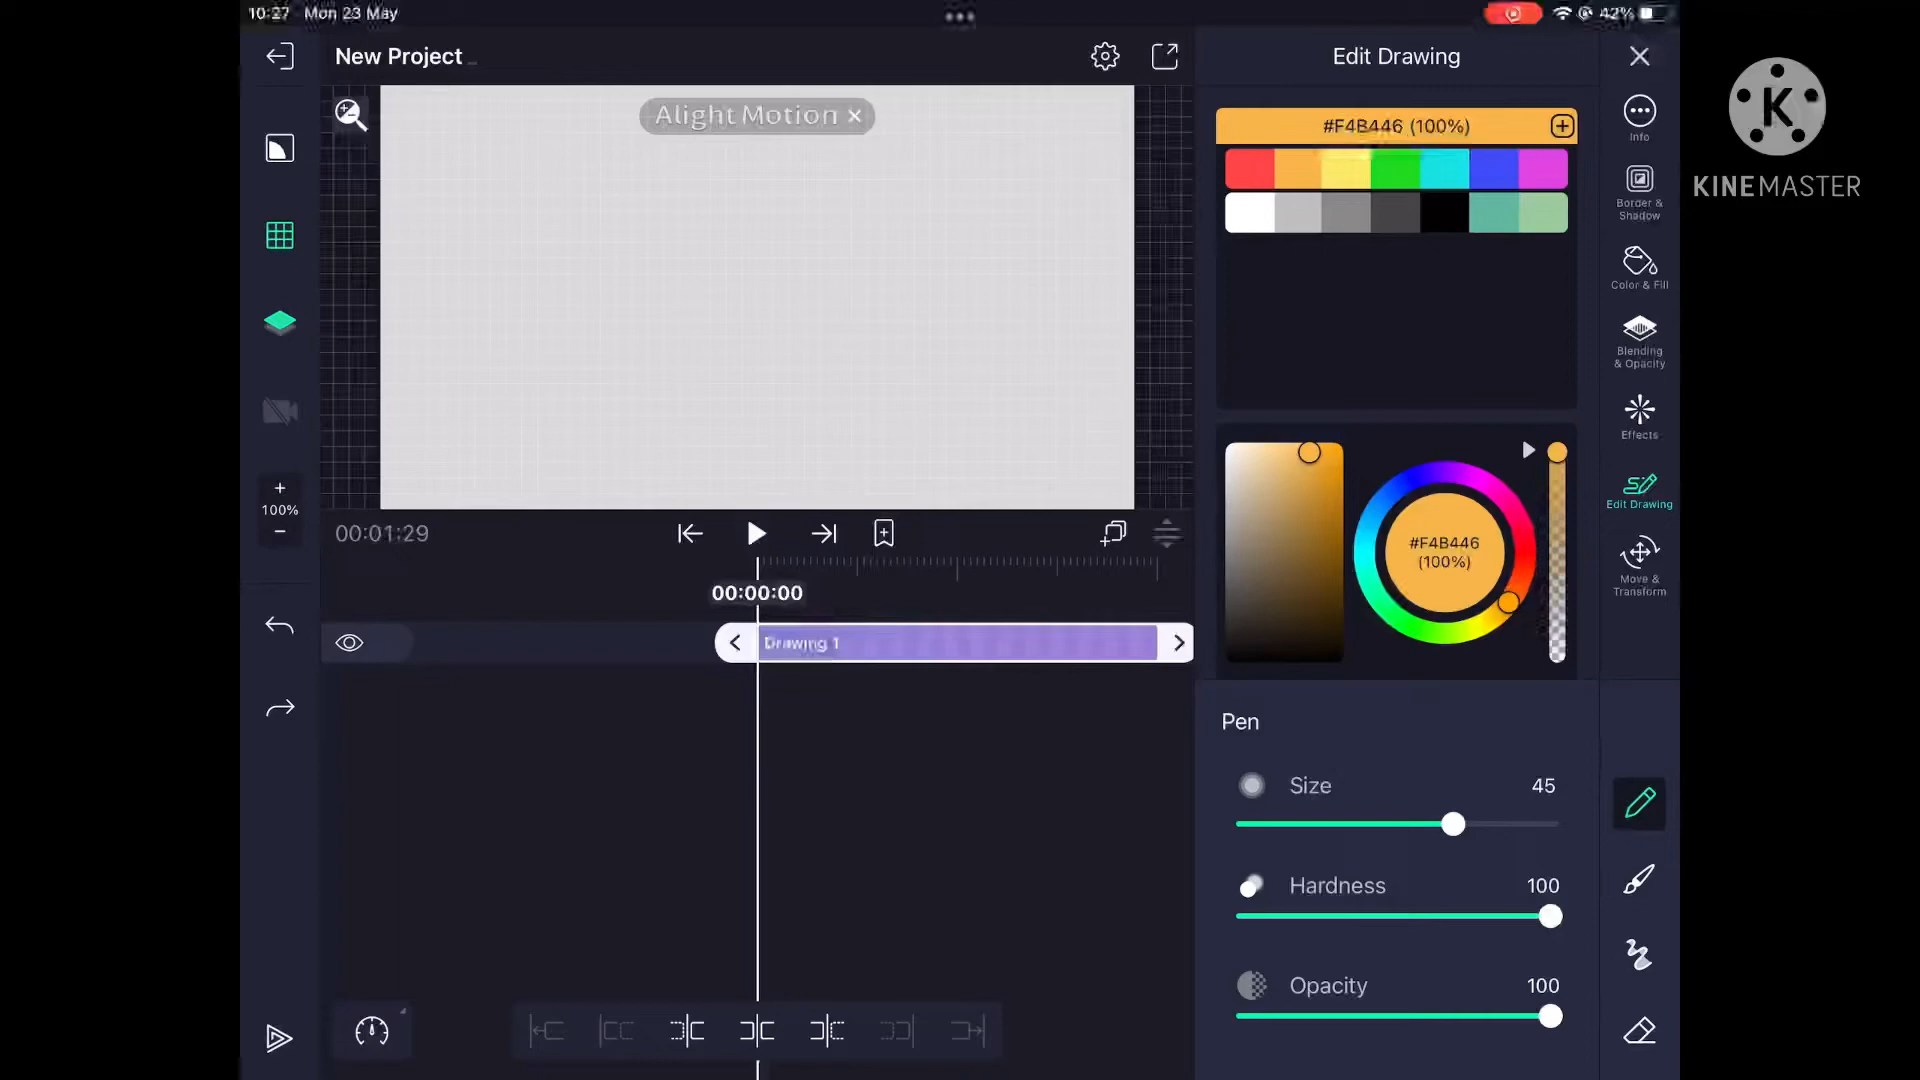 10:27 Mon 23 May
42%
New Project
Edit Drawing
Alight Motion ×
#F4B446 (100%)
Info
Border &
Shadow
Color & Fill
Blending
& Opacity
Effects
Edit Drawing
Move &
Transform
K
KINEMASTER
+
100%
−
#F4B446
(100%)
00:01:29
00:00:00
Drawing 1
Pen
Size 45
Hardness 100
Opacity 100